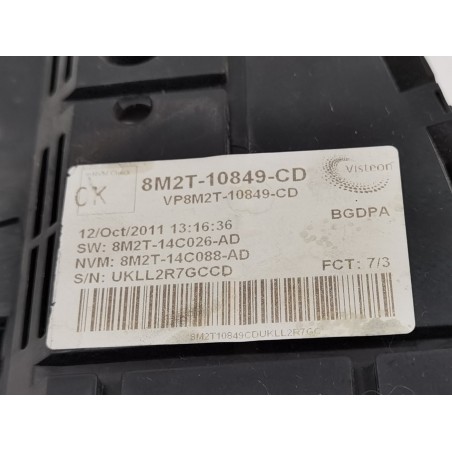 8M2T-10849-CD
VP8M2T-10849-CD
Visteon
CK
BGDPA
12/Oct/2011 13:16:36
SW: 8M2T-14C026-AD
NVM: 8M2T-14C088-AD
S/N: UKLL2R7GCCD
FCT: 7/3